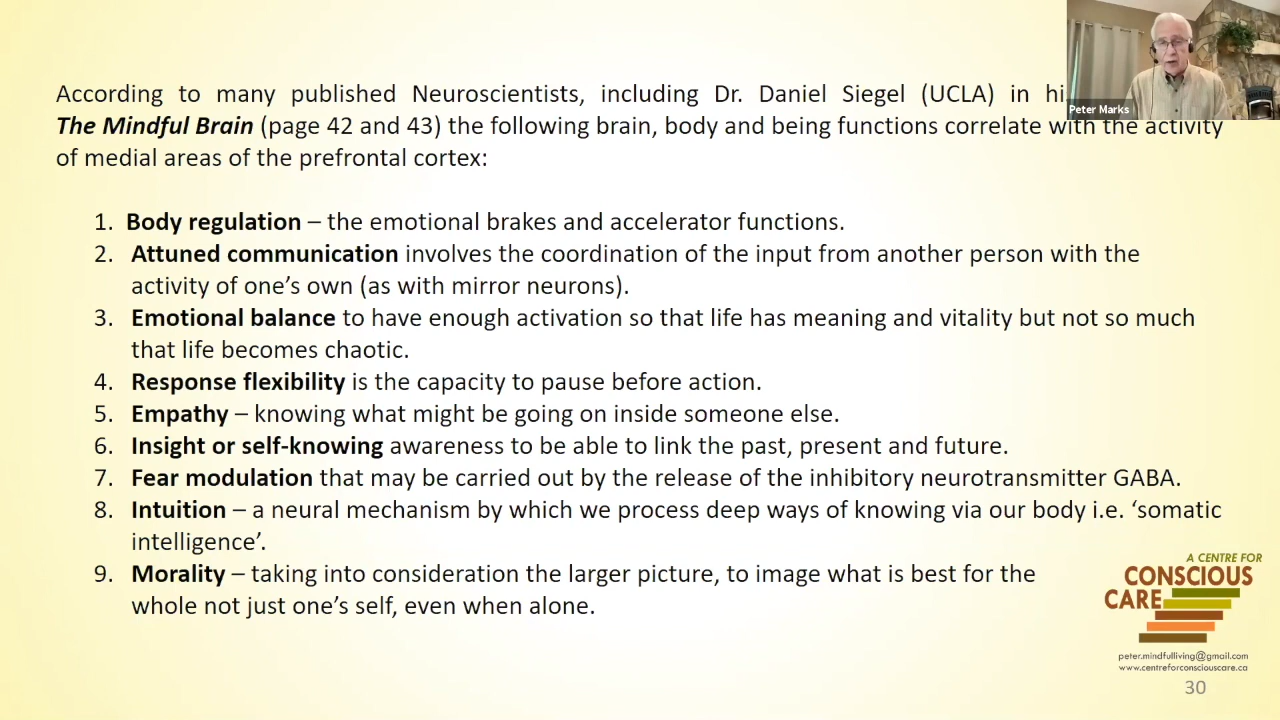 According to many published Neuroscientists, including Dr. Daniel Siegel (UCLA) in
Peter Marks
The Mindful Brain (page 42 and 43) the following brain, body and being functions correlate with the activity
of medial areas of the prefrontal cortex:
1. Body regulation – the emotional brakes and accelerator functions.
2. Attuned communication involves the coordination of the input from another person with the
activity of one’s own (as with mirror neurons).
3. Emotional balance to have enough activation so that life has meaning and vitality but not so much
that life becomes chaotic.
4. Response flexibility is the capacity to pause before action.
5. Empathy – knowing what might be going on inside someone else.
6. Insight or self-knowing awareness to be able to link the past, present and future.
7. Fear modulation that may be carried out by the release of the inhibitory neurotransmitter GABA.
8. Intuition – a neural mechanism by which we process deep ways of knowing via our body i.e. ‘somatic
intelligence’.
9. Morality – taking into consideration the larger picture, to image what is best for the
whole not just one’s self, even when alone.
A CENTRE FOR
CONSCIOUS
CARE
peter.mindfulliving@gmail.com
www.centreforconsciouscare.ca
30